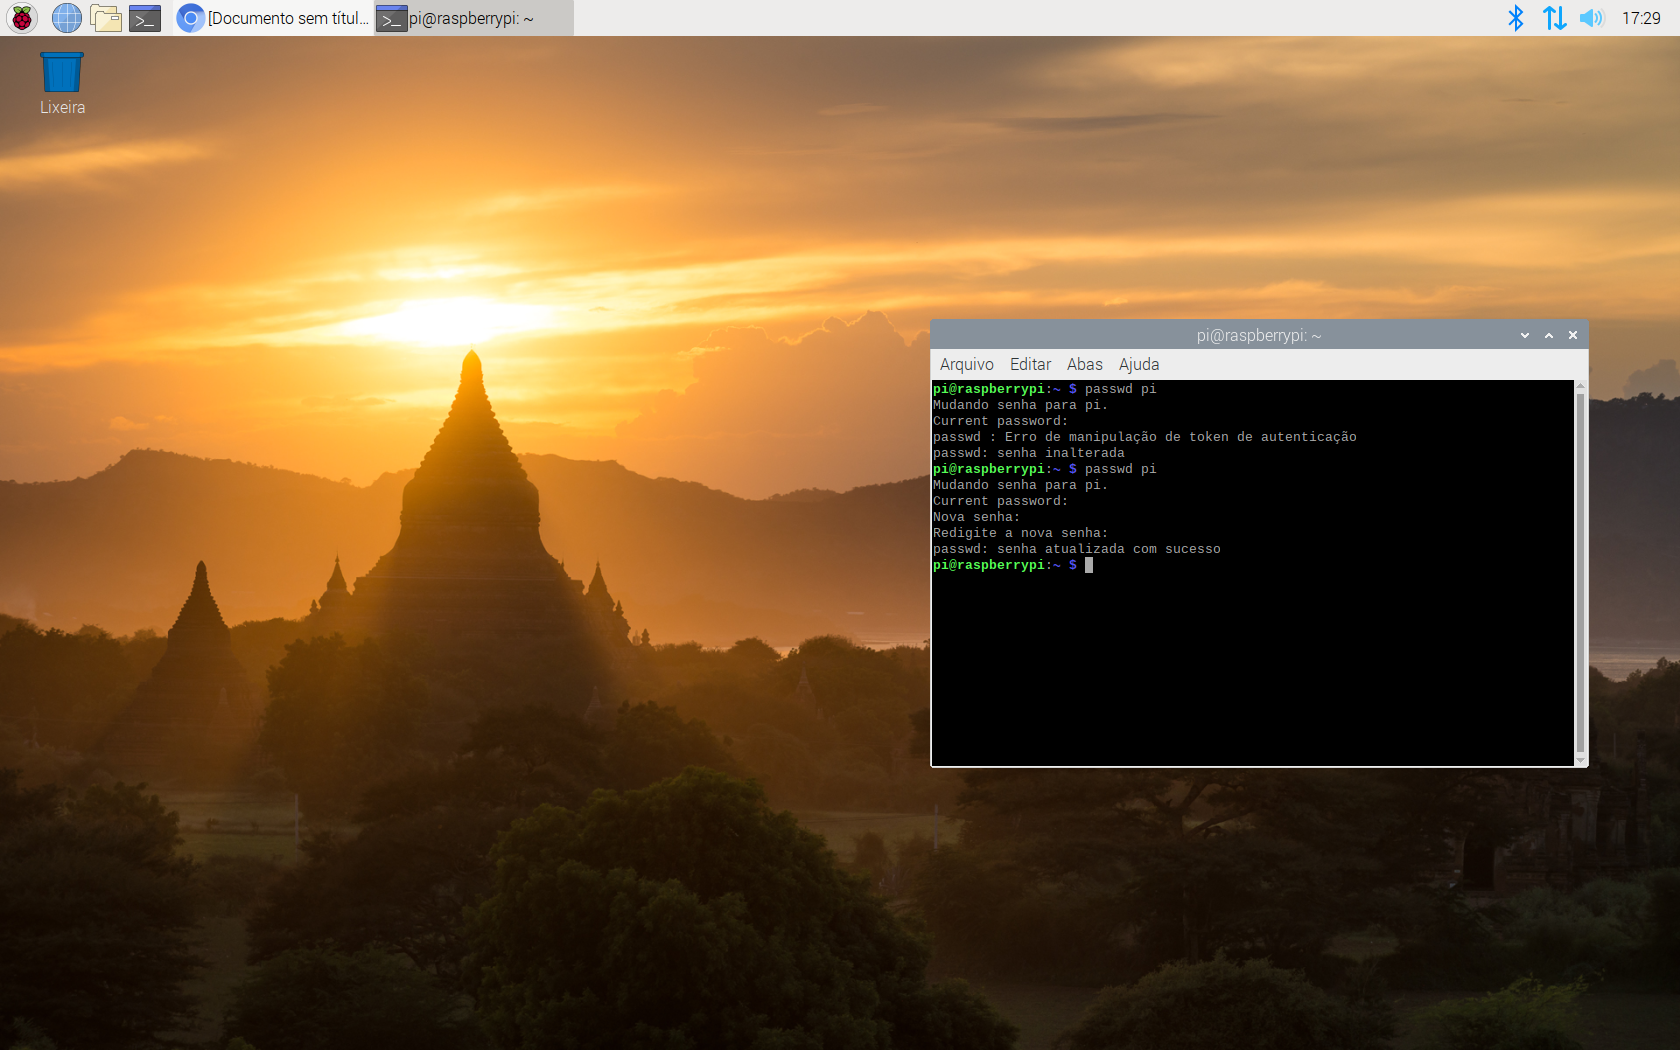 [Documento sem títul...
pi@raspberrypi: ~
17:29
Lixeira
pi@raspberrypi: ~
Arquivo Editar Abas Ajuda
pi@raspberrypi:~ $ passwd pi
Mudando senha para pi.
Current password:
passwd : Erro de manipulação de token de autenticação
passwd: senha inalterada
pi@raspberrypi:~ $ passwd pi
Mudando senha para pi.
Current password:
Nova senha:
Redigite a nova senha:
passwd: senha atualizada com sucesso
pi@raspberrypi:~ $